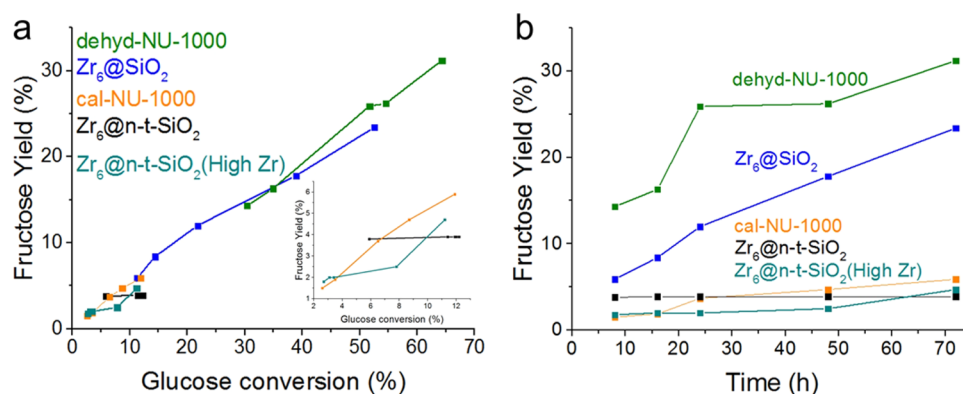 a
dehyd-NU-1000
Zr₆@SiO₂
cal-NU-1000
Zr₆@n-t-SiO₂
Zr₆@n-t-SiO₂(High Zr)
Fructose Yield (%)
30
20
10
0
0 10 20 30 40 50 60 70
Glucose conversion (%)
Fructose Yield (%)
6
5
4
3
2
1
4 6 8 10 12
Glucose conversion (%)
b
dehyd-NU-1000
Zr₆@SiO₂
cal-NU-1000
Zr₆@n-t-SiO₂
Zr₆@n-t-SiO₂(High Zr)
Fructose Yield (%)
30
20
10
0
0 10 20 30 40 50 60 70
Time (h)